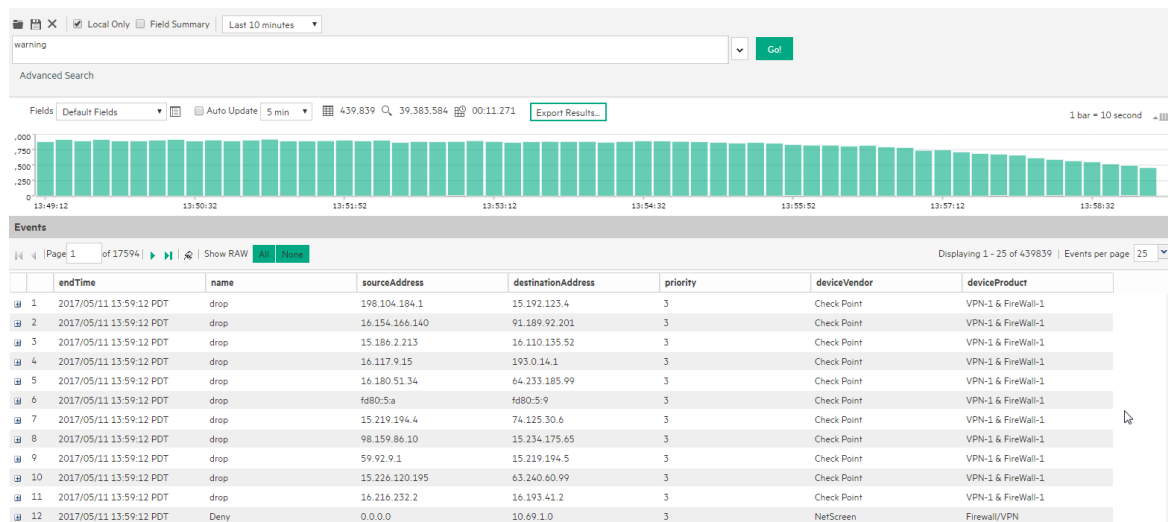 Local Only Field Summary Last 10 minutes
warning
Go!
Advanced Search
Fields Default Fields Auto Update 5 min 439,839 39,383,584 00:11.271 Export Results... 1 bar = 10 second
,000
,750
,500
,250
0
13:49:12 13:50:32 13:51:52 13:53:12 13:54:32 13:55:52 13:57:12 13:58:32
Events
Page 1 of 17594 Show RAW All None Displaying 1 - 25 of 439839 Events per page 25
endTime name sourceAddress destinationAddress priority deviceVendor deviceProduct
1 2017/05/11 13:59:12 PDT drop 198.104.184.1 15.192.123.4 3 Check Point VPN-1 & FireWall-1
2 2017/05/11 13:59:12 PDT drop 16.154.166.140 91.189.92.201 3 Check Point VPN-1 & FireWall-1
3 2017/05/11 13:59:12 PDT drop 15.186.2.213 16.110.135.52 3 Check Point VPN-1 & FireWall-1
4 2017/05/11 13:59:12 PDT drop 16.117.9.15 193.0.14.1 3 Check Point VPN-1 & FireWall-1
5 2017/05/11 13:59:12 PDT drop 16.180.51.34 64.233.185.99 3 Check Point VPN-1 & FireWall-1
6 2017/05/11 13:59:12 PDT drop fd80::5:a fd80::5:9 3 Check Point VPN-1 & FireWall-1
7 2017/05/11 13:59:12 PDT drop 15.219.194.4 74.125.30.6 3 Check Point VPN-1 & FireWall-1
8 2017/05/11 13:59:12 PDT drop 98.159.86.10 15.234.175.65 3 Check Point VPN-1 & FireWall-1
9 2017/05/11 13:59:12 PDT drop 59.92.9.1 15.219.194.5 3 Check Point VPN-1 & FireWall-1
10 2017/05/11 13:59:12 PDT drop 15.226.120.195 63.240.60.99 3 Check Point VPN-1 & FireWall-1
11 2017/05/11 13:59:12 PDT drop 16.216.232.2 16.193.41.2 3 Check Point VPN-1 & FireWall-1
12 2017/05/11 13:59:12 PDT Deny 0.0.0.0 10.69.1.0 3 NetScreen Firewall/VPN